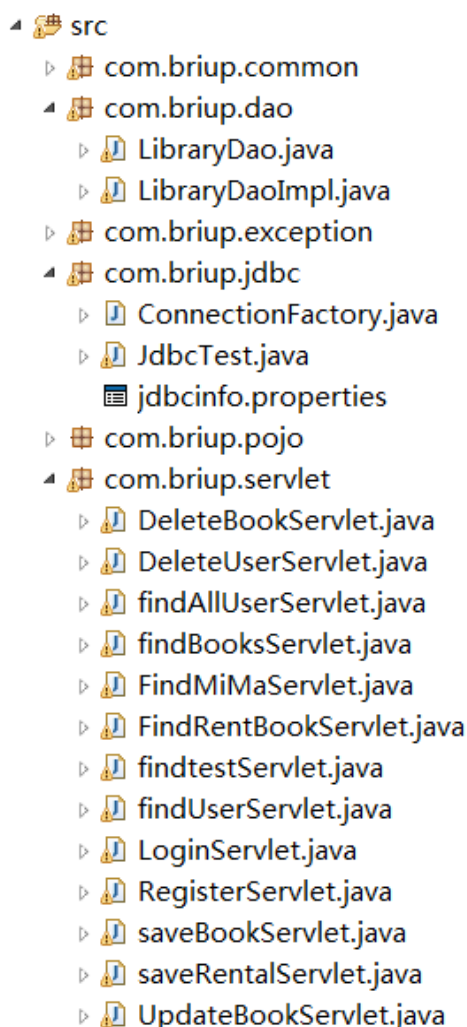 src
com.briup.common
com.briup.dao
LibraryDao.java
LibraryDaoImpl.java
com.briup.exception
com.briup.jdbc
ConnectionFactory.java
JdbcTest.java
jdbcinfo.properties
com.briup.pojo
com.briup.servlet
DeleteBookServlet.java
DeleteUserServlet.java
findAllUserServlet.java
findBooksServlet.java
FindMiMaServlet.java
FindRentBookServlet.java
findtestServlet.java
findUserServlet.java
LoginServlet.java
RegisterServlet.java
saveBookServlet.java
saveRentalServlet.java
UpdateBookServlet.java